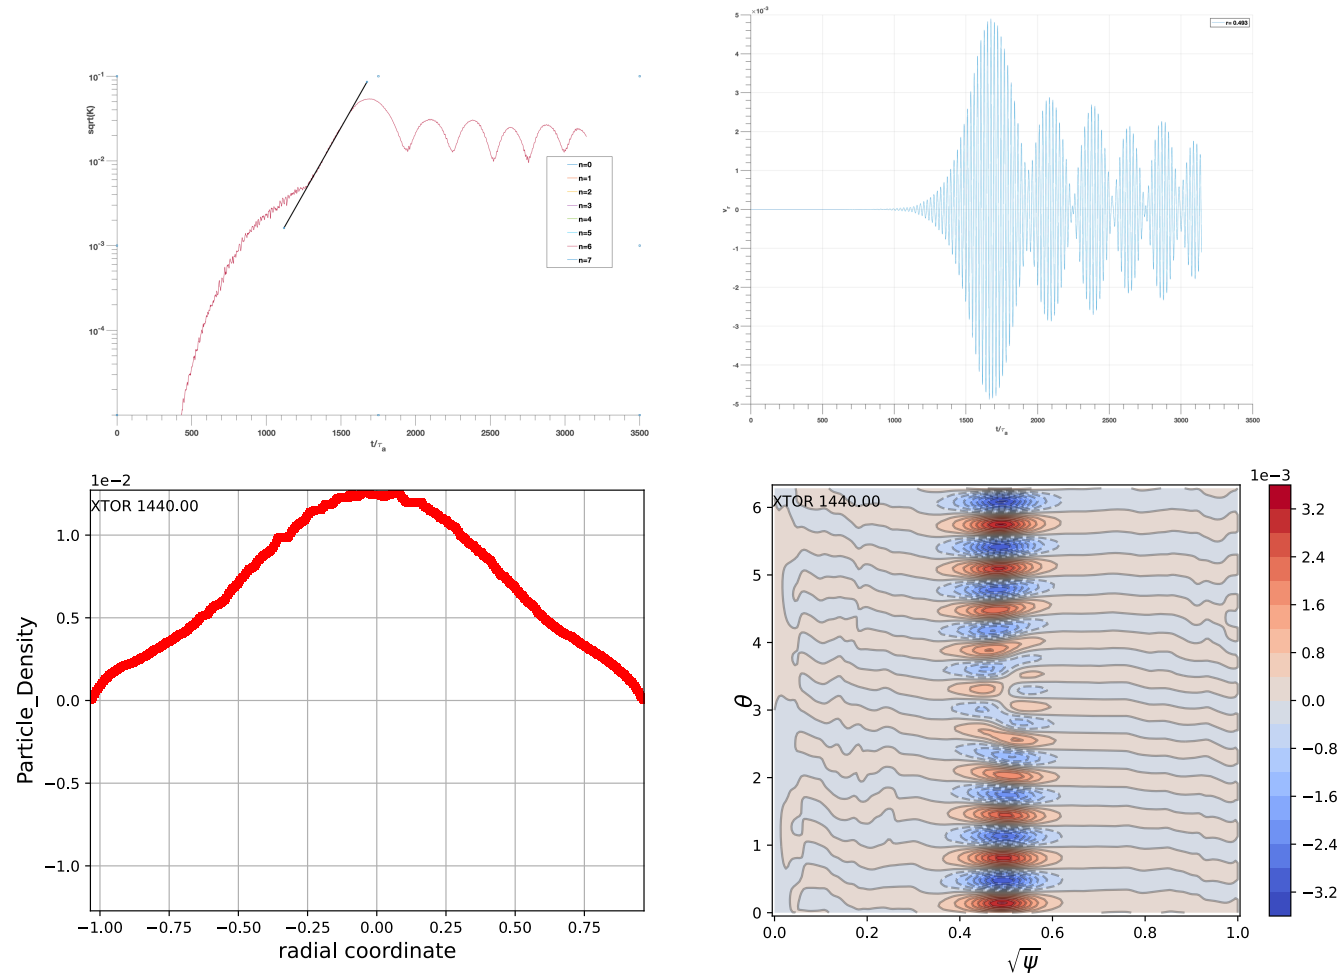 10^-1
10^-2
10^-3
10^-4
sqrt(K)
0 500 1000 1500 2000 2500 3000 3500
t/τ_a
n=0
n=1
n=2
n=3
n=4
n=5
n=6
n=7
×10^-3
5
4
3
2
1
0
-1
-2
-3
-4
-5
v_r
r= 0.493
0 500 1000 1500 2000 2500 3000 3500
t/τ_a
1e−2
XTOR 1440.00
1.0
0.5
0.0
−0.5
−1.0
Particle_Density
−1.00 −0.75 −0.50 −0.25 0.00 0.25 0.50 0.75
radial coordinate
XTOR 1440.00
6
5
4
3
2
1
0
θ
0.0 0.2 0.4 0.6 0.8 1.0
√ψ
1e−3
3.2
2.4
1.6
0.8
0.0
−0.8
−1.6
−2.4
−3.2